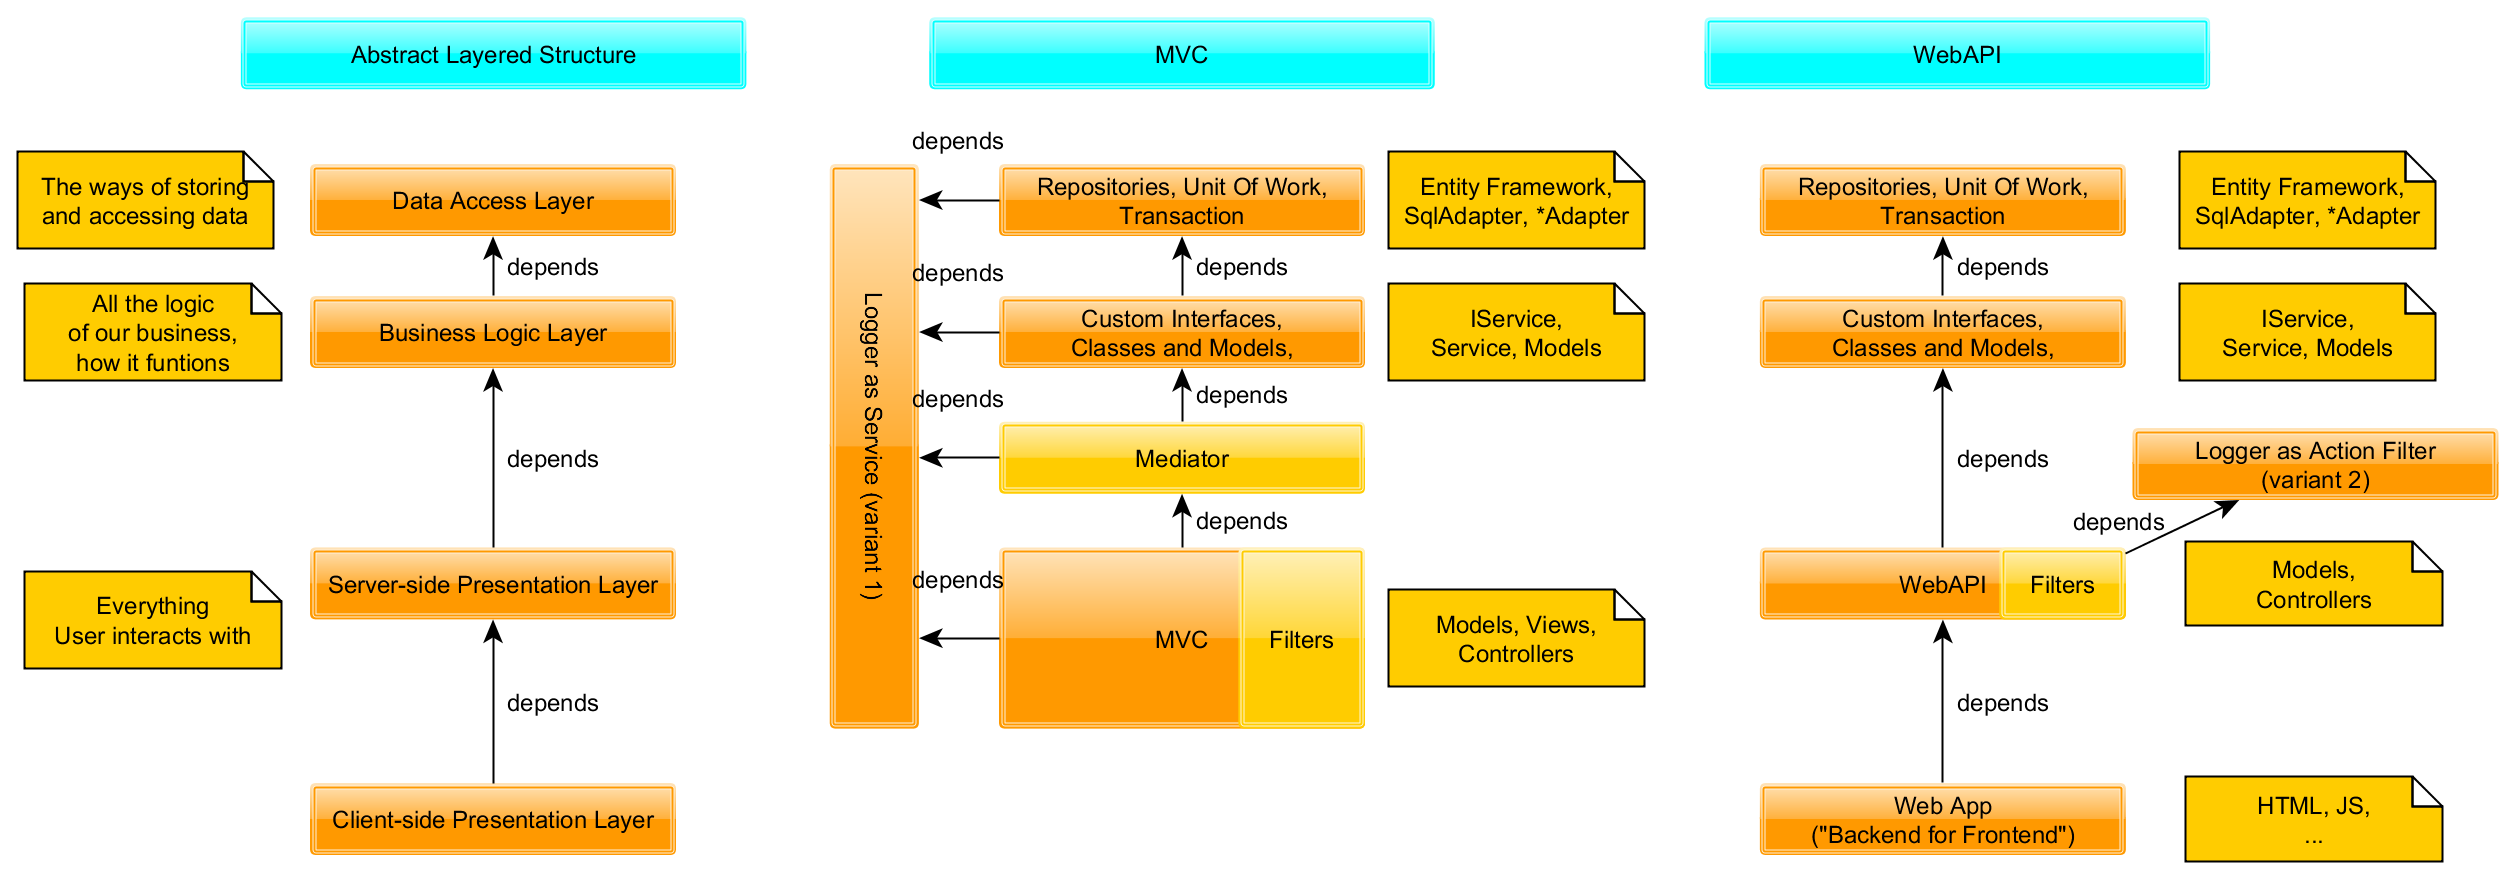 Abstract Layered Structure
The ways of storing
and accessing data
Data Access Layer
depends
All the logic
of our business,
how it funtions
Business Logic Layer
depends
Everything
User interacts with
Server-side Presentation Layer
depends
Client-side Presentation Layer
MVC
Logger as Service (variant 1)
depends
Repositories, Unit Of Work,
Transaction
Entity Framework,
SqlAdapter, *Adapter
depends
depends
Custom Interfaces,
Classes and Models,
IService,
Service, Models
depends
depends
Mediator
depends
depends
MVC
Filters
Models, Views,
Controllers
WebAPI
Repositories, Unit Of Work,
Transaction
Entity Framework,
SqlAdapter, *Adapter
depends
Custom Interfaces,
Classes and Models,
IService,
Service, Models
depends
Logger as Action Filter
(variant 2)
depends
WebAPI
Filters
Models,
Controllers
depends
Web App
("Backend for Frontend")
HTML, JS,
...